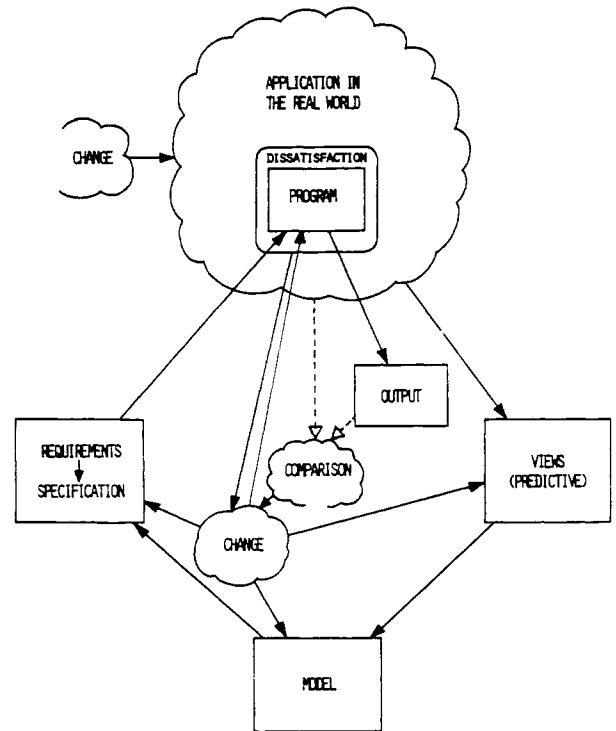 APPLICATION IN
THE REAL WORLD
CHANGE
DISSATISFACTION
PROGRAM
OUTPUT
REQUIREMENTS
SPECIFICATION
COMPARISON
VIEWS
(PREDICTIVE)
CHANGE
MODEL